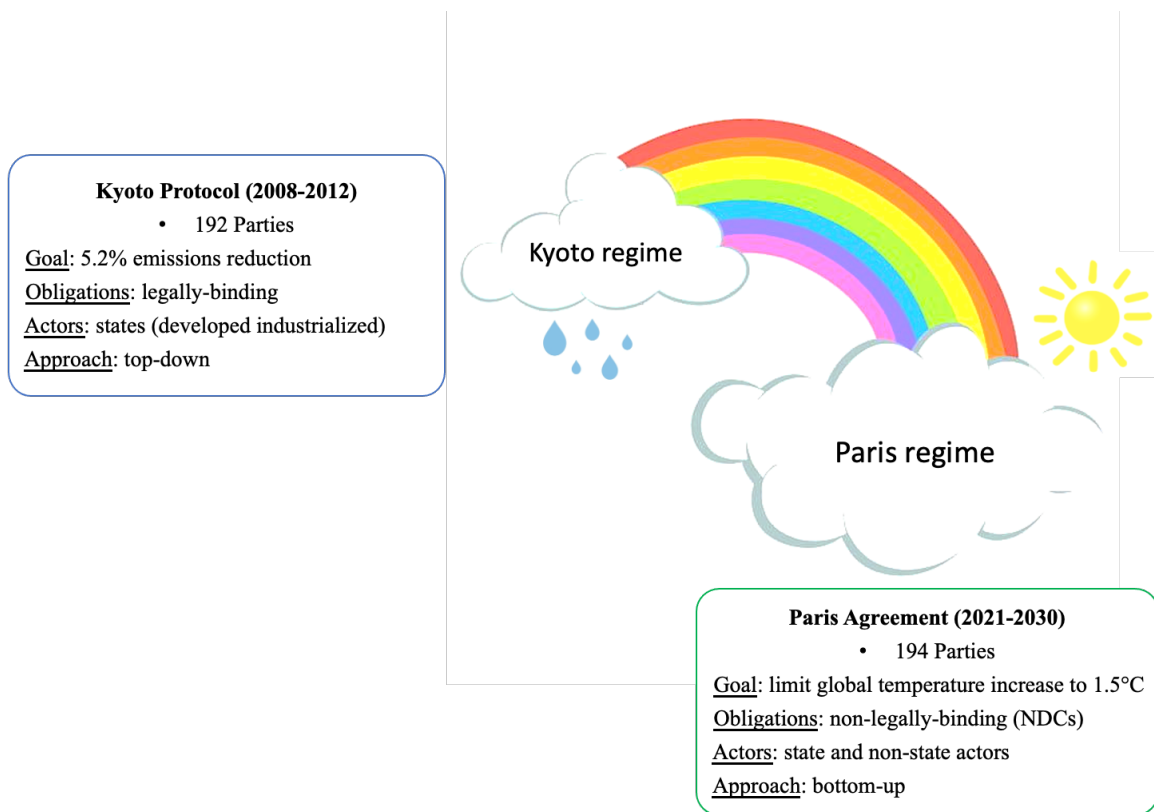 Kyoto Protocol (2008-2012)
• 192 Parties
Goal: 5.2% emissions reduction
Obligations: legally-binding
Actors: states (developed industrialized)
Approach: top-down
Kyoto regime
Paris regime
Paris Agreement (2021-2030)
• 194 Parties
Goal: limit global temperature increase to 1.5°C
Obligations: non-legally-binding (NDCs)
Actors: state and non-state actors
Approach: bottom-up